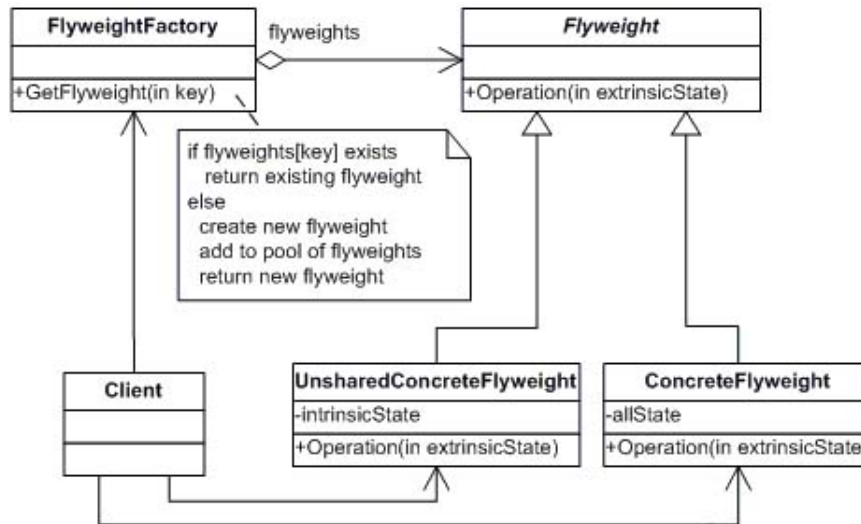 FlyweightFactory
+GetFlyweight(in key)
flyweights
Flyweight
+Operation(in extrinsicState)
if flyweights[key] exists
return existing flyweight
else
create new flyweight
add to pool of flyweights
return new flyweight
Client
UnsharedConcreteFlyweight
-intrinsicState
+Operation(in extrinsicState)
ConcreteFlyweight
-allState
+Operation(in extrinsicState